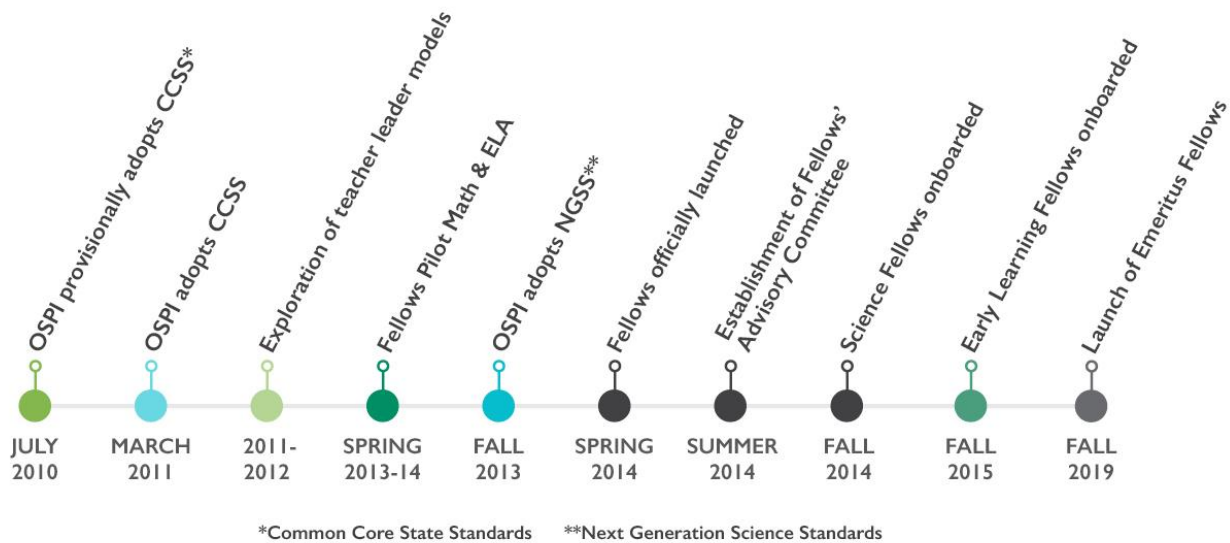 OSPI provisionally adopts CCSS*
OSPI adopts CCSS
Exploration of teacher leader models
Fellows Pilot Math & ELA
OSPI adopts NGSS**
Fellows officially launched
Establishment of Fellows'
Advisory Committee
Science Fellows onboarded
Early Learning Fellows onboarded
Launch of Emeritus Fellows
JULY
2010
MARCH
2011
2011-
2012
SPRING
2013-14
FALL
2013
SPRING
2014
SUMMER
2014
FALL
2014
FALL
2015
FALL
2019
*Common Core State Standards **Next Generation Science Standards